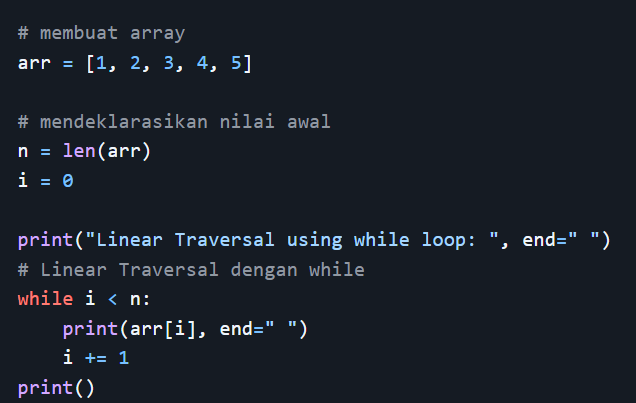 # membuat array
arr = [1, 2, 3, 4, 5]
# mendeklarasikan nilai awal
n = len(arr)
i = 0
print("Linear Traversal using while loop: ", end=" ")
# Linear Traversal dengan while
while i < n:
    print(arr[i], end=" ")
    i += 1
print()